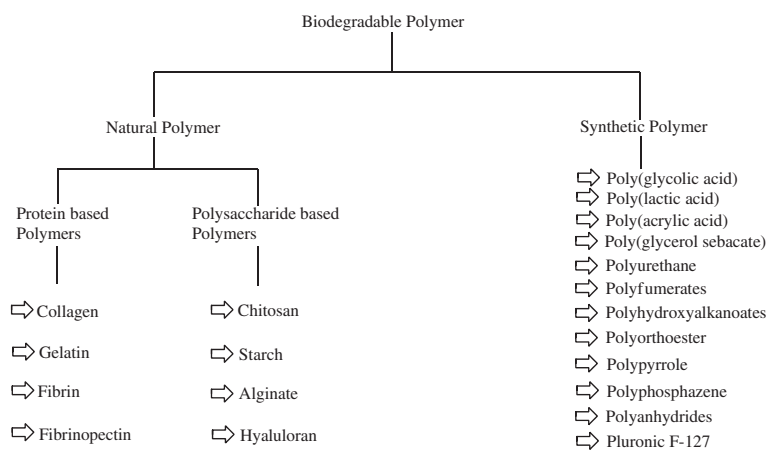 Biodegradable Polymer
Natural Polymer
Synthetic Polymer
Protein based
Polymers
Collagen
Gelatin
Fibrin
Fibrinopectin
Polysaccharide based
Polymers
Chitosan
Starch
Alginate
Hyaluloran
Poly(glycolic acid)
Poly(lactic acid)
Poly(acrylic acid)
Poly(glycerol sebacate)
Polyurethane
Polyfumerates
Polyhydroxyalkanoates
Polyorthoester
Polypyrrole
Polyphosphazene
Polyanhydrides
Pluronic F-127